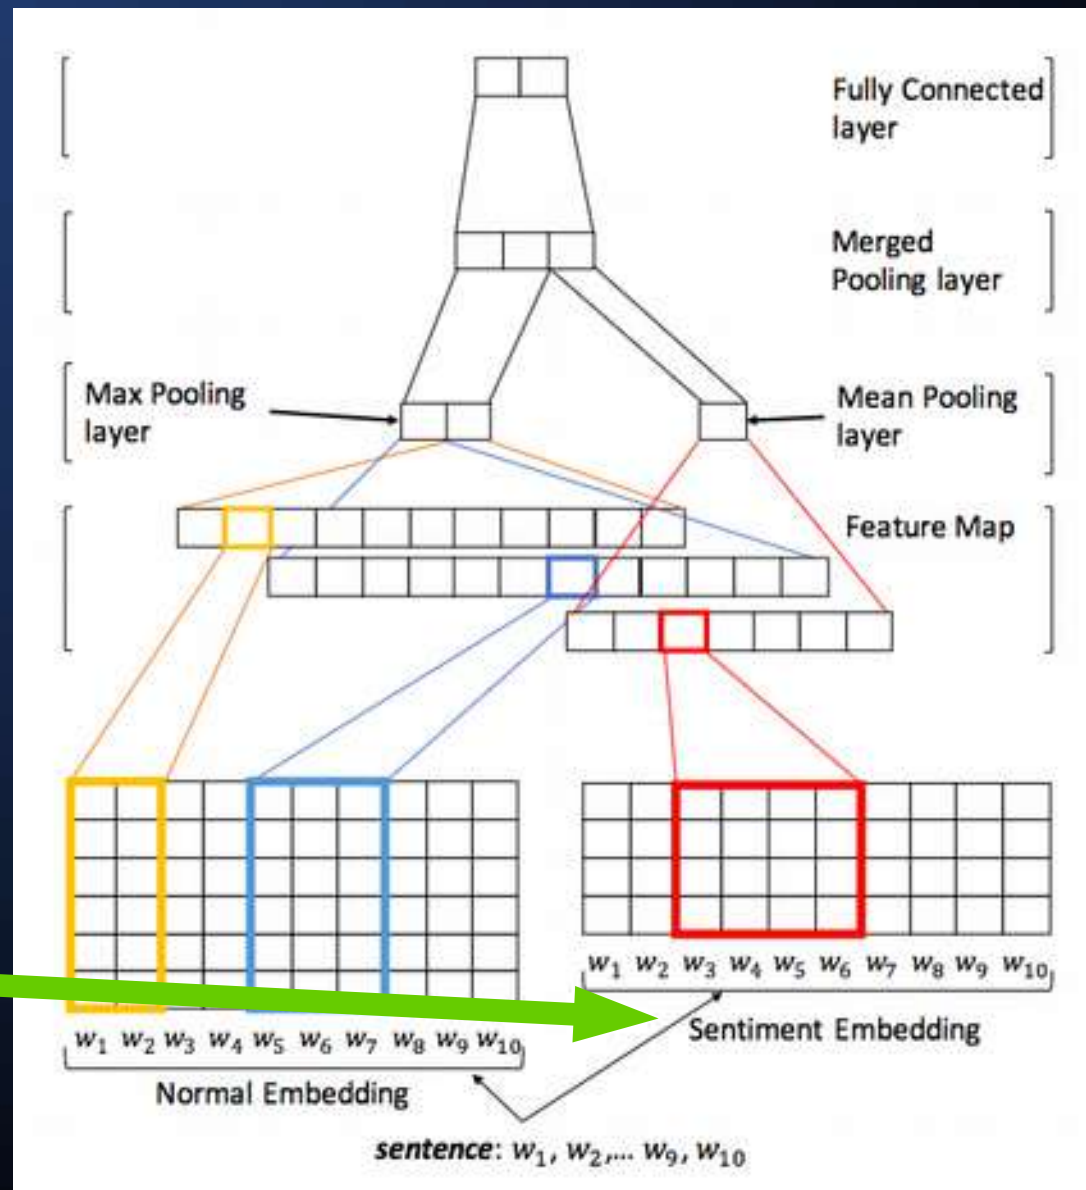 Fully Connected
layer
Merged
Pooling layer
Max Pooling
layer
Mean Pooling
layer
Feature Map
w₁ w₂ w₃ w₄ w₅ w₆ w₇ w₈ w₉ w₁₀
Sentiment Embedding
w₁ w₂ w₃ w₄ w₅ w₆ w₇ w₈ w₉ w₁₀
Normal Embedding
sentence: w₁, w₂,... w₉, w₁₀